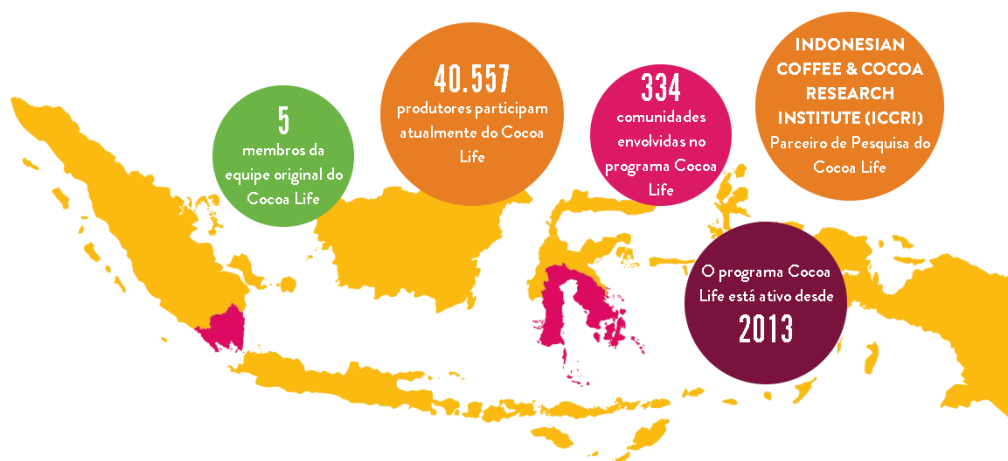 5
membros da
equipe original do
Cocoa Life
40.557
produtores participam
atualmente do Cocoa
Life
334
comunidades
envolvidas no
programa Cocoa
Life
INDONESIAN
COFFEE & COCOA
RESEARCH
INSTITUTE (ICCRI)
Parceiro de Pesquisa do
Cocoa Life
O programa Cocoa
Life está ativo desde
2013